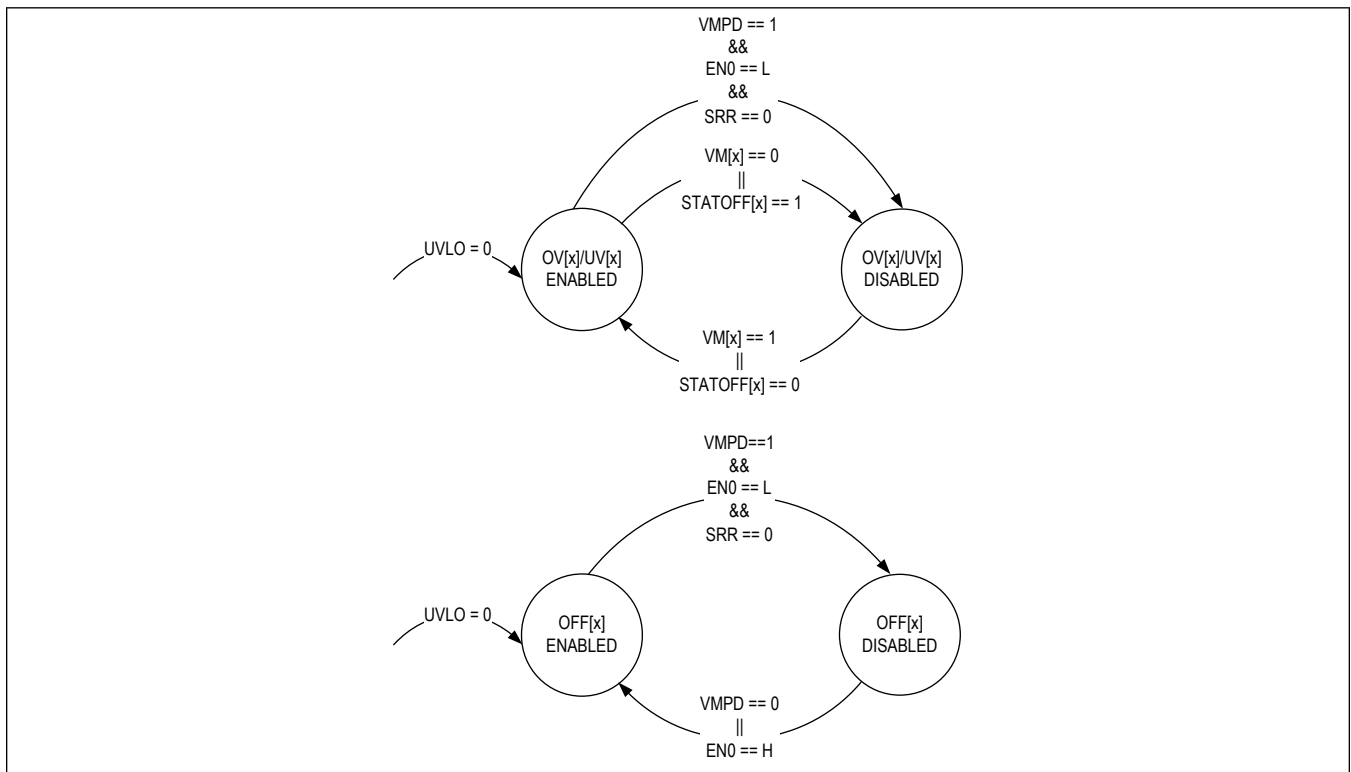 VMPD == 1
&&
EN0 == L
&&
SRR == 0
VM[x] == 0
||
STATOFF[x] == 1
UVLO = 0
OV[x]/UV[x]
ENABLED
OV[x]/UV[x]
DISABLED
VM[x] == 1
||
STATOFF[x] == 0
VMPD==1
&&
EN0 == L
&&
SRR == 0
UVLO = 0
OFF[x]
ENABLED
OFF[x]
DISABLED
VMPD == 0
||
EN0 == H